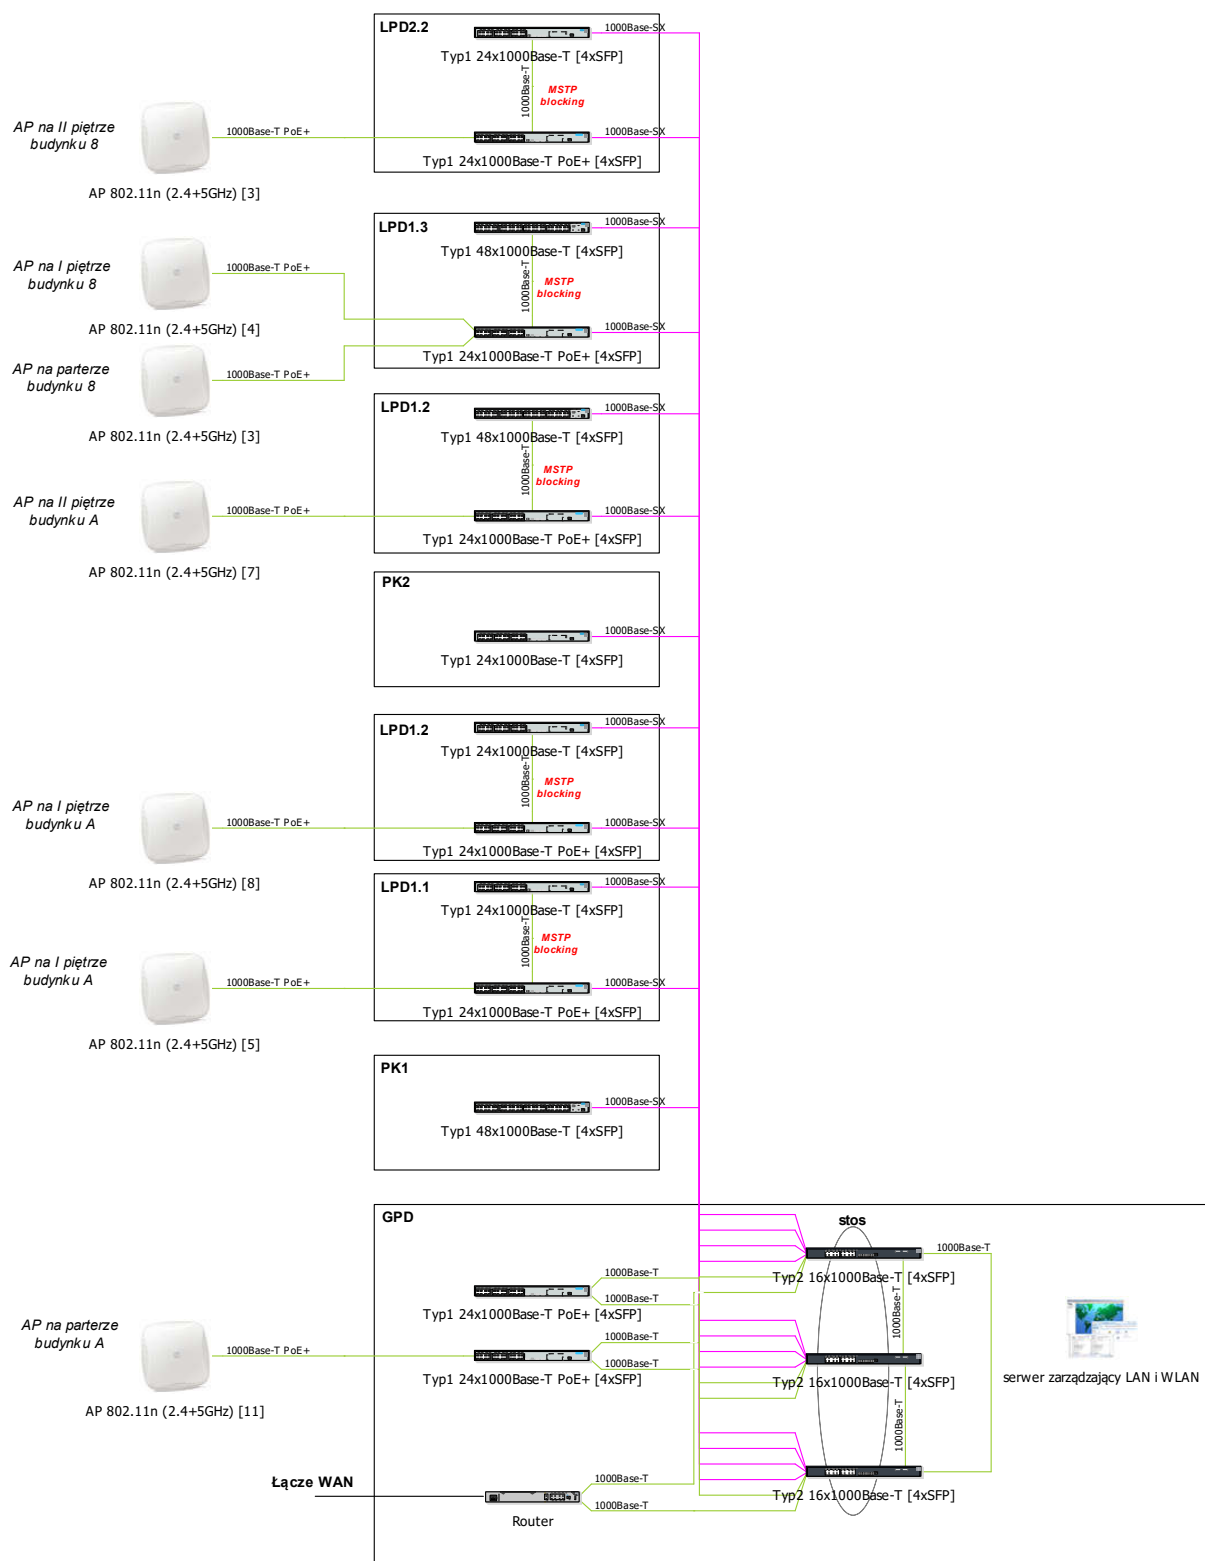 LPD2.2
1000Base-SX
Typ1 24x1000Base-T [4xSFP]
1000Base-T
MSTP
blocking
AP na II piętrze
budynku 8
1000Base-T PoE+
1000Base-SX
Typ1 24x1000Base-T PoE+ [4xSFP]
AP 802.11n (2.4+5GHz) [3]
LPD1.3
1000Base-SX
Typ1 48x1000Base-T [4xSFP]
1000Base-T
MSTP
blocking
AP na I piętrze
budynku 8
1000Base-T PoE+
AP 802.11n (2.4+5GHz) [4]
1000Base-SX
Typ1 24x1000Base-T PoE+ [4xSFP]
AP na parterze
budynku 8
1000Base-T PoE+
AP 802.11n (2.4+5GHz) [3]
LPD1.2
1000Base-SX
Typ1 48x1000Base-T [4xSFP]
1000Base-T
MSTP
blocking
AP na II piętrze
budynku A
1000Base-T PoE+
1000Base-SX
Typ1 24x1000Base-T PoE+ [4xSFP]
AP 802.11n (2.4+5GHz) [7]
PK2
1000Base-SX
Typ1 24x1000Base-T [4xSFP]
LPD1.2
1000Base-SX
Typ1 24x1000Base-T [4xSFP]
1000Base-T
MSTP
blocking
AP na I piętrze
budynku A
1000Base-T PoE+
1000Base-SX
Typ1 24x1000Base-T PoE+ [4xSFP]
AP 802.11n (2.4+5GHz) [8]
LPD1.1
1000Base-SX
Typ1 24x1000Base-T [4xSFP]
1000Base-T
MSTP
blocking
AP na I piętrze
budynku A
1000Base-T PoE+
1000Base-SX
Typ1 24x1000Base-T PoE+ [4xSFP]
AP 802.11n (2.4+5GHz) [5]
PK1
1000Base-SX
Typ1 48x1000Base-T [4xSFP]
GPD
stos
1000Base-T
Typ2 16x1000Base-T [4xSFP]
1000Base-T
1000Base-T
1000Base-T
Typ1 24x1000Base-T PoE+ [4xSFP]
AP na parterze
budynku A
1000Base-T PoE+
1000Base-T
1000Base-T
Typ1 24x1000Base-T PoE+ [4xSFP]
Typ2 16x1000Base-T [4xSFP]
serwer zarządzający LAN i WLAN
AP 802.11n (2.4+5GHz) [11]
1000Base-T
Łącze WAN
1000Base-T
1000Base-T
Router
Typ2 16x1000Base-T [4xSFP]